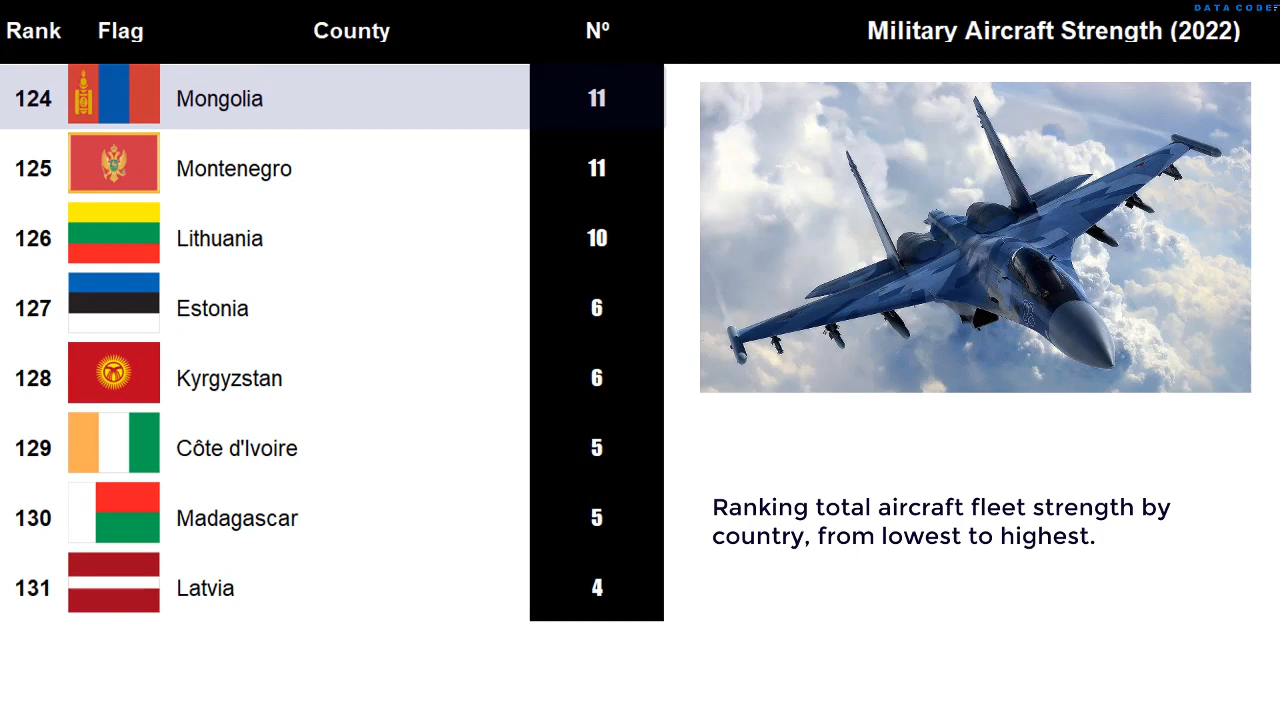 DATA CODE
Rank Flag County Nº Military Aircraft Strength (2022)
124 Mongolia 11
125 Montenegro 11
126 Lithuania 10
127 Estonia 6
128 Kyrgyzstan 6
129 Côte d'Ivoire 5
130 Madagascar 5
131 Latvia 4
Ranking total aircraft fleet strength by
country, from lowest to highest.